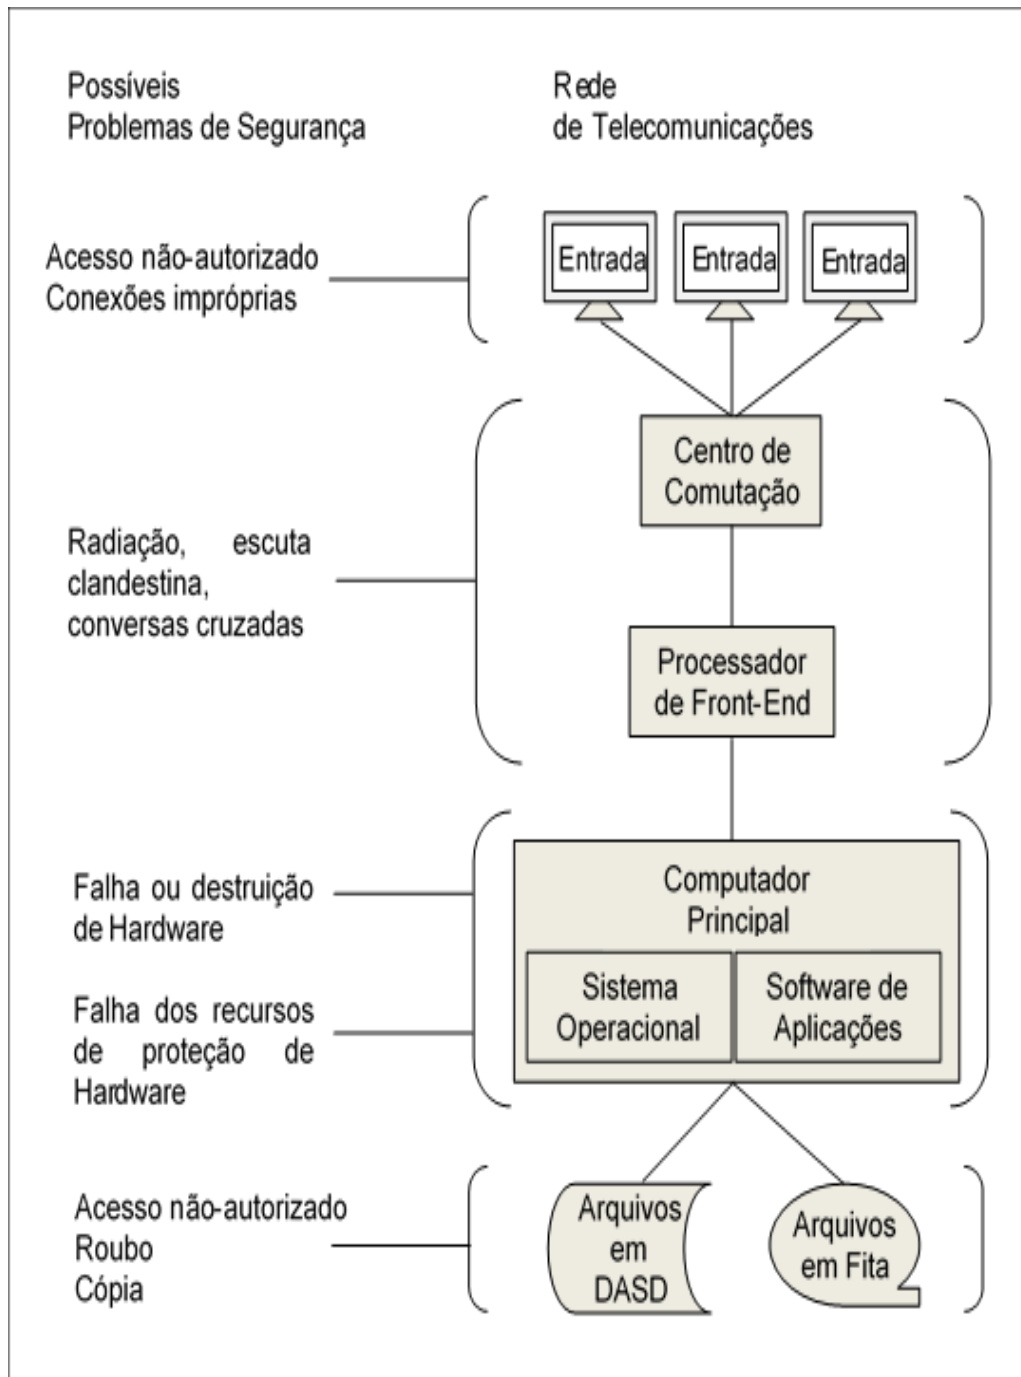 Possíveis
Problemas de Segurança
Rede
de Telecomunicações
Acesso não-autorizado
Conexões impróprias
Entrada
Entrada
Entrada
Radiação, escuta
clandestina,
conversas cruzadas
Centro de
Comutação
Processador
de Front-End
Falha ou destruição
de Hardware
Falha dos recursos
de proteção de
Hardware
Computador
Principal
Sistema
Operacional
Software de
Aplicações
Acesso não-autorizado
Roubo
Cópia
Arquivos
em
DASD
Arquivos
em Fita